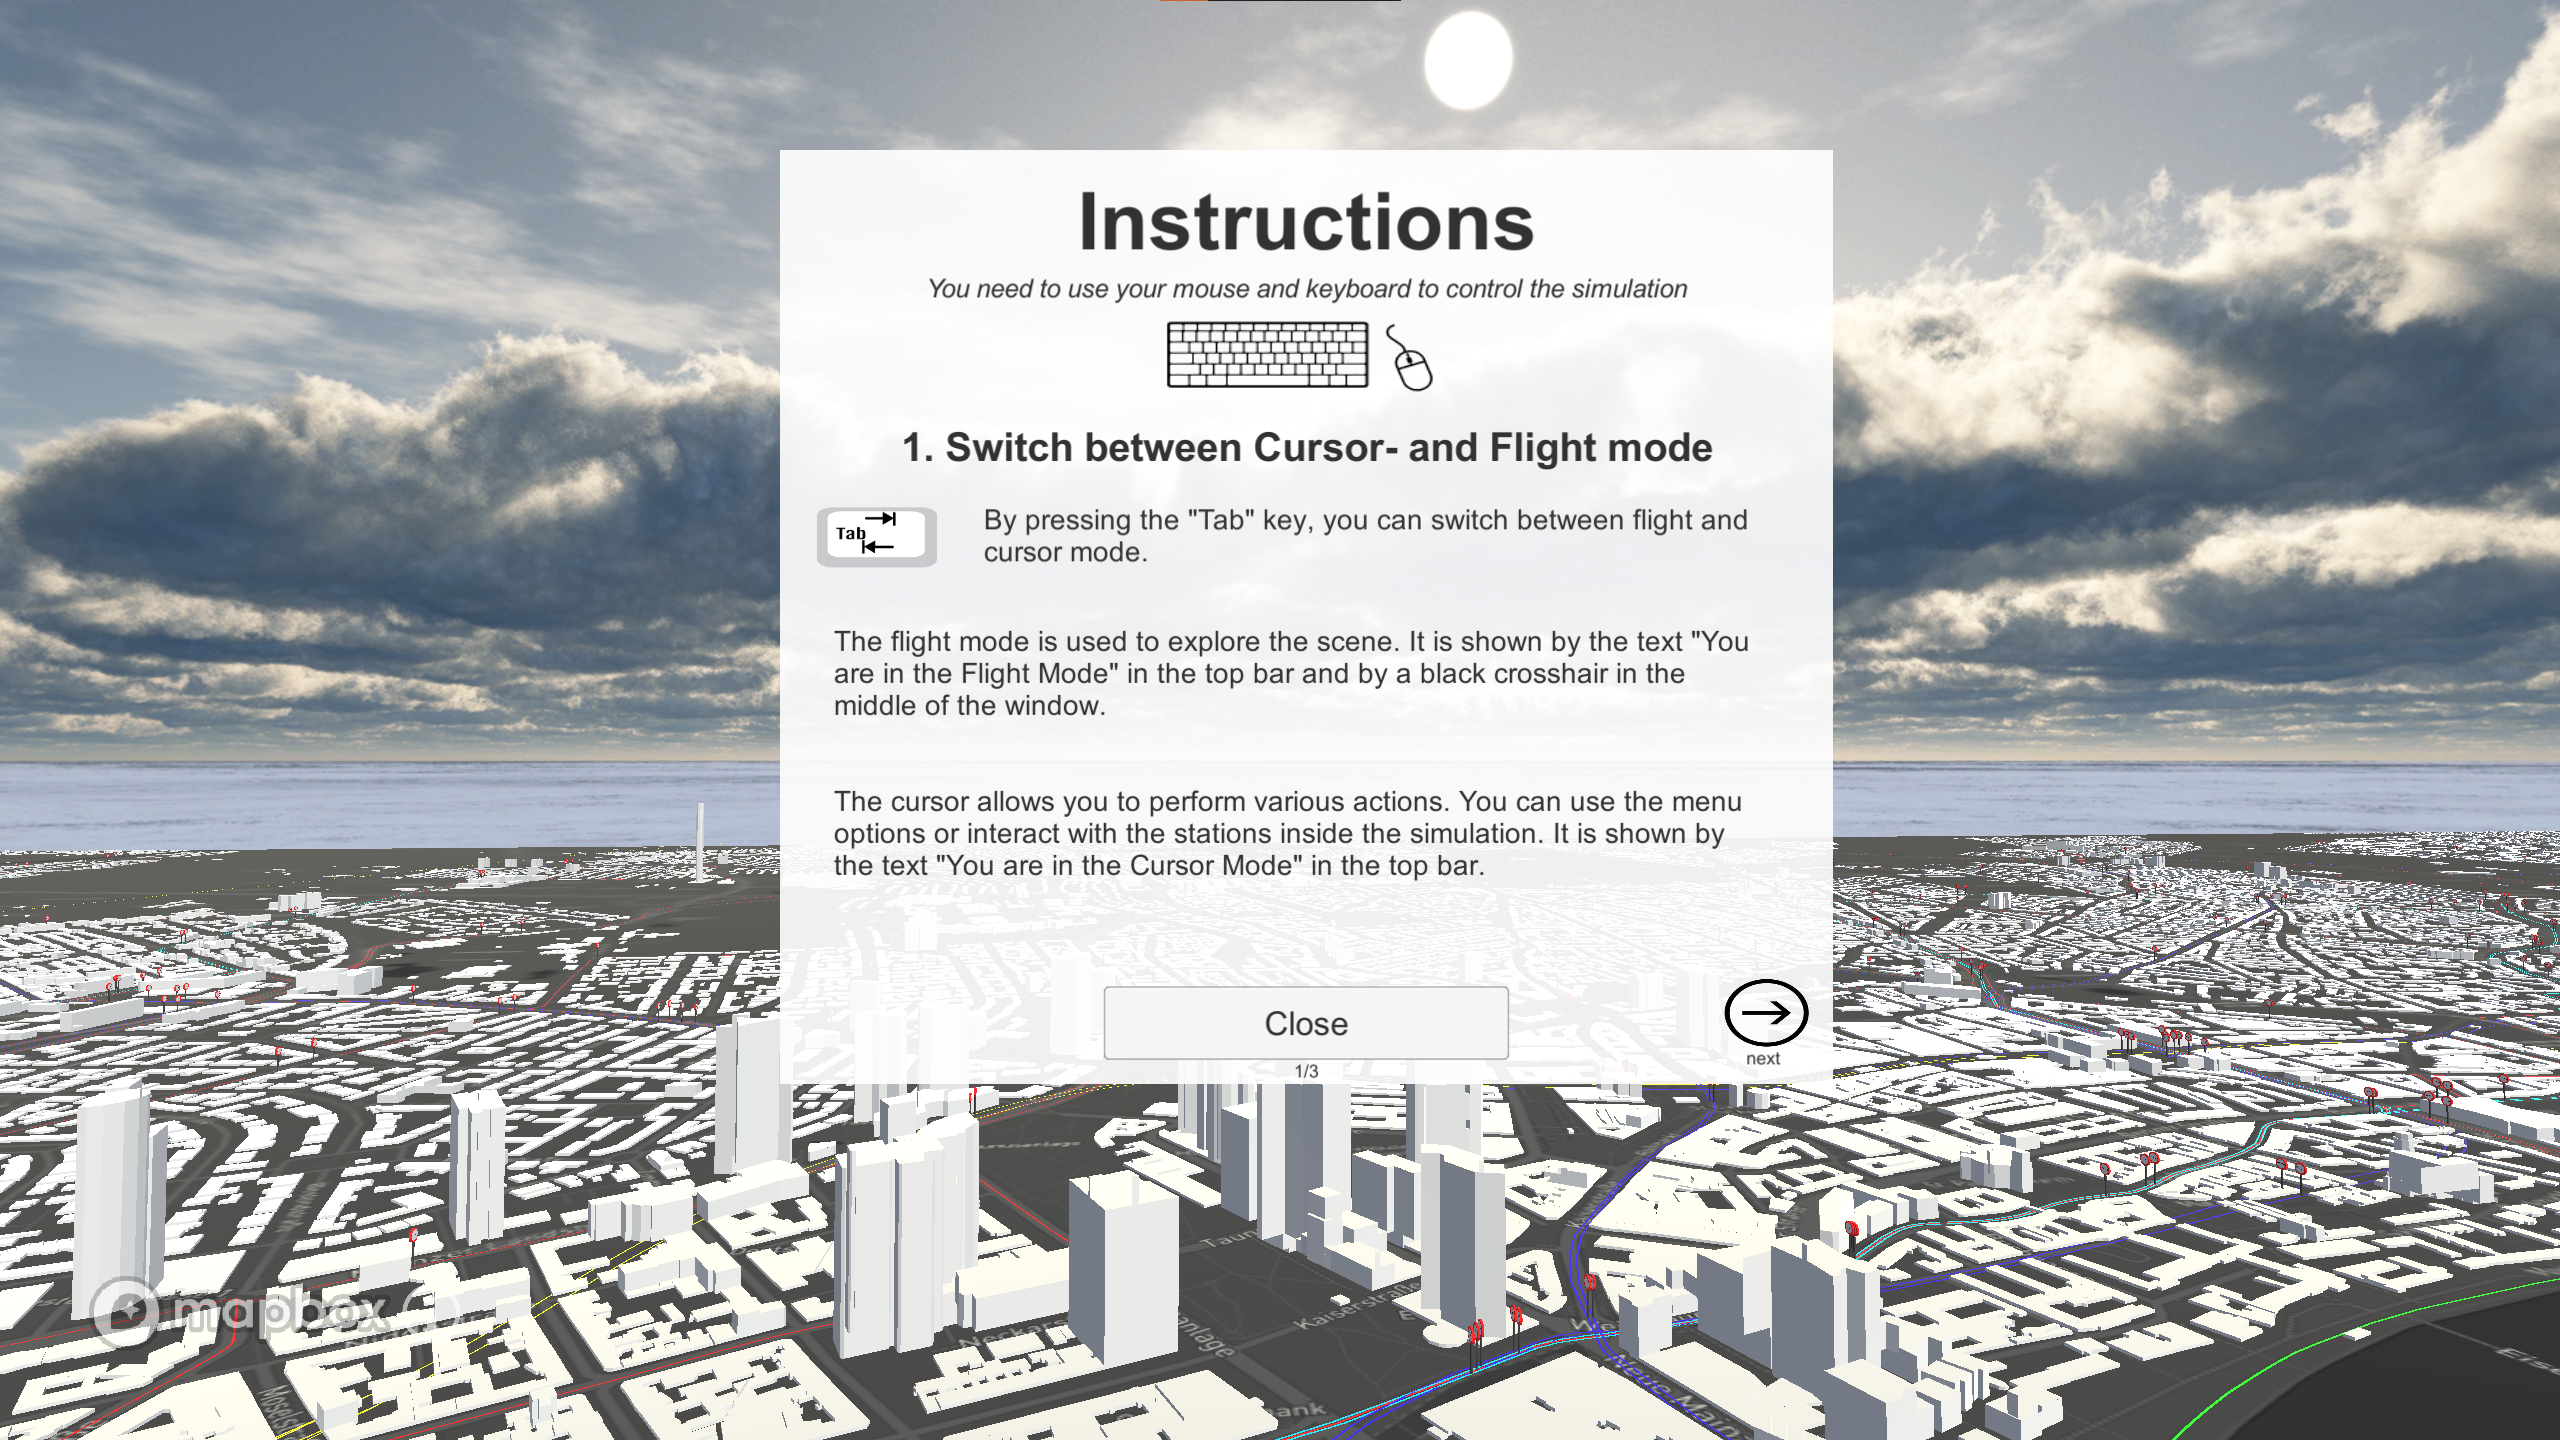 Instructions
You need to use your mouse and keyboard to control the simulation
1. Switch between Cursor- and Flight mode
Tab
By pressing the "Tab" key, you can switch between flight and
cursor mode.
The flight mode is used to explore the scene. It is shown by the text "You
are in the Flight Mode" in the top bar and by a black crosshair in the
middle of the window.
The cursor allows you to perform various actions. You can use the menu
options or interact with the stations inside the simulation. It is shown by
the text "You are in the Cursor Mode" in the top bar.
Close
next
1/3
mapbox
Kaiserstraße
Taun
Neue Main